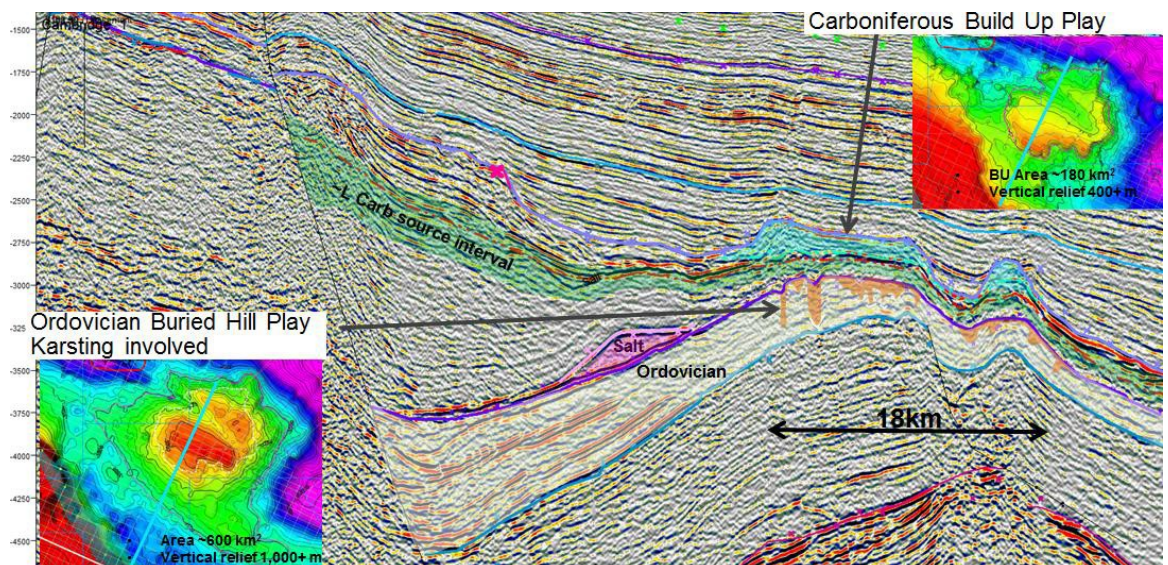 Carboniferous Build Up Play
BU Area ~180 km²
Vertical relief 400+ m
-1500
-1750
-2000
-2250
-2500
-2750
-3000
-325
-3500
-3750
-4000
-4250
-4500
~L Carb source interval
Ordovician Buried Hill Play
Karsting involved
Salt
Ordovician
18km
Area ~600 km²
Vertical relief 1,000+ m